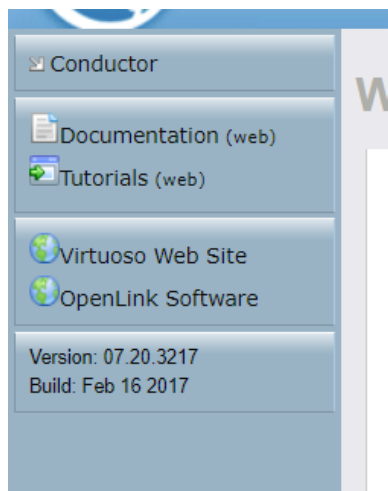 Conductor
W
Documentation (web)
Tutorials (web)
Virtuoso Web Site
OpenLink Software
Version: 07.20.3217
Build: Feb 16 2017